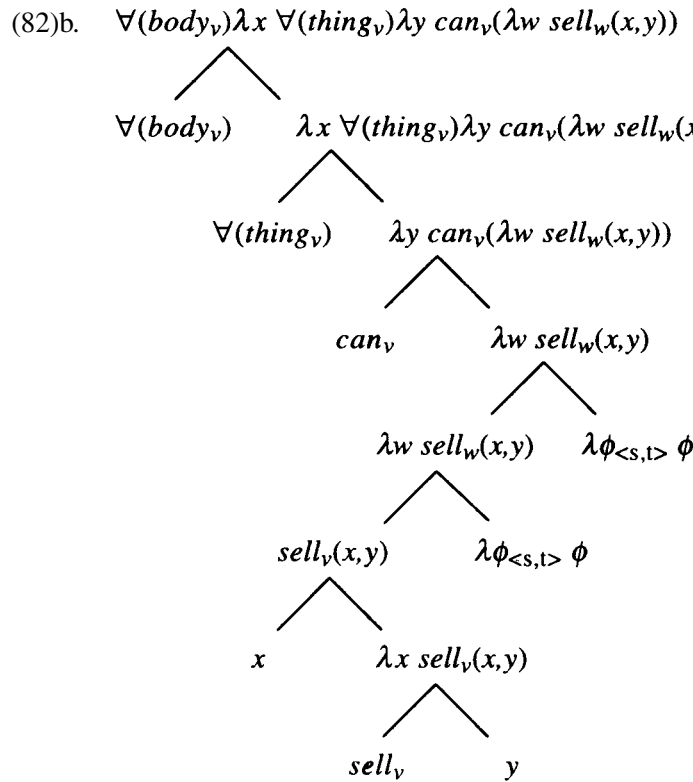 (82)b. ∀(body_v)λx ∀(thing_v)λy can_v(λw sell_w(x,y))
∀(body_v) λx ∀(thing_v)λy can_v(λw sell_w(x
∀(thing_v) λy can_v(λw sell_w(x,y))
can_v λw sell_w(x,y)
λw sell_w(x,y) λϕ_<s,t> ϕ
sell_v(x,y) λϕ_<s,t> ϕ
x λx sell_v(x,y)
sell_v y